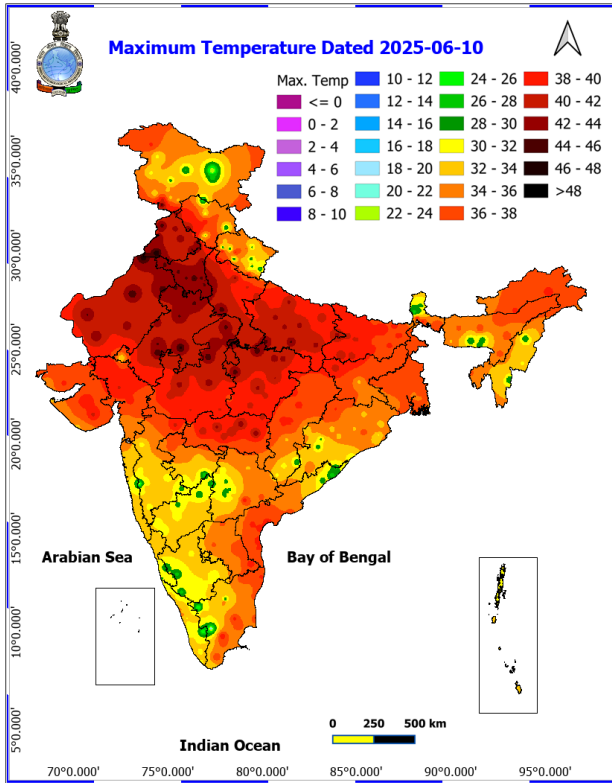 Maximum Temperature Dated 2025-06-10
Max. Temp
<= 0
0 - 2
2 - 4
4 - 6
6 - 8
8 - 10
10 - 12
12 - 14
14 - 16
16 - 18
18 - 20
20 - 22
22 - 24
24 - 26
26 - 28
28 - 30
30 - 32
32 - 34
34 - 36
36 - 38
38 - 40
40 - 42
42 - 44
44 - 46
46 - 48
>48
40°0.000'
35°0.000'
30°0.000'
25°0.000'
20°0.000'
15°0.000'
10°0.000'
5°0.000'
Arabian Sea
Bay of Bengal
Indian Ocean
0 250 500 km
70°0.000' 75°0.000' 80°0.000' 85°0.000' 90°0.000' 95°0.000'